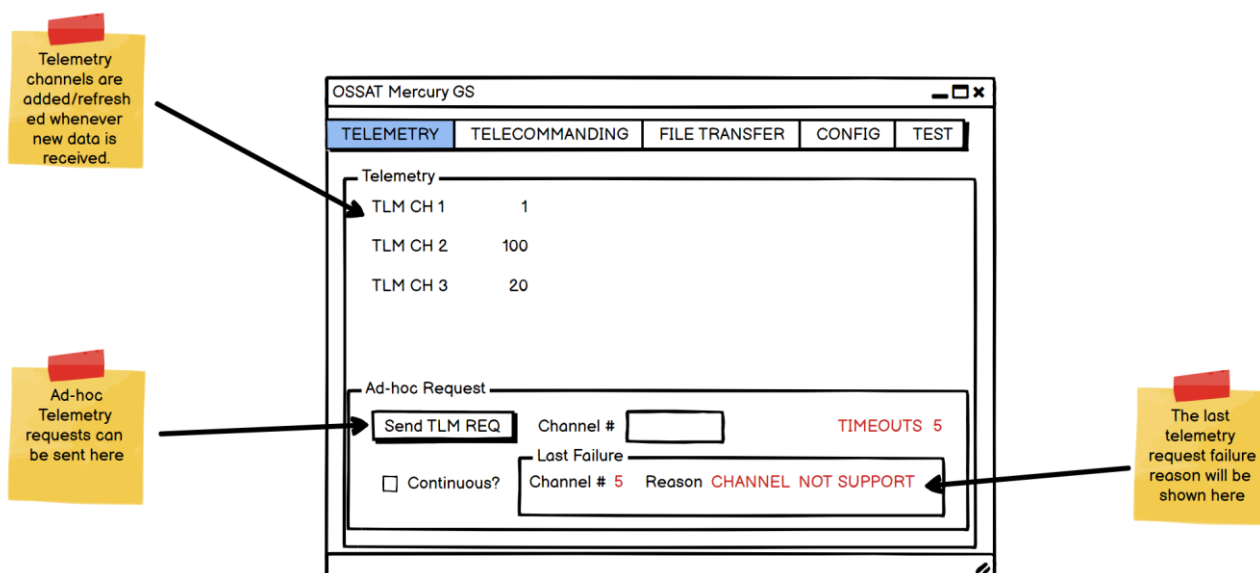 Telemetry
channels are
added/refresh
ed whenever
new data is
received.
OSSAT Mercury GS
TELEMETRY TELECOMMANDING FILE TRANSFER CONFIG TEST
Telemetry
TLM CH 1 1
TLM CH 2 100
TLM CH 3 20
Ad-hoc
Telemetry
requests can
be sent here
Ad-hoc Request
Send TLM REQ Channel # TIMEOUTS 5
Last Failure
Continuous? Channel # 5 Reason CHANNEL NOT SUPPORT
The last
telemetry
request failure
reason will be
shown here